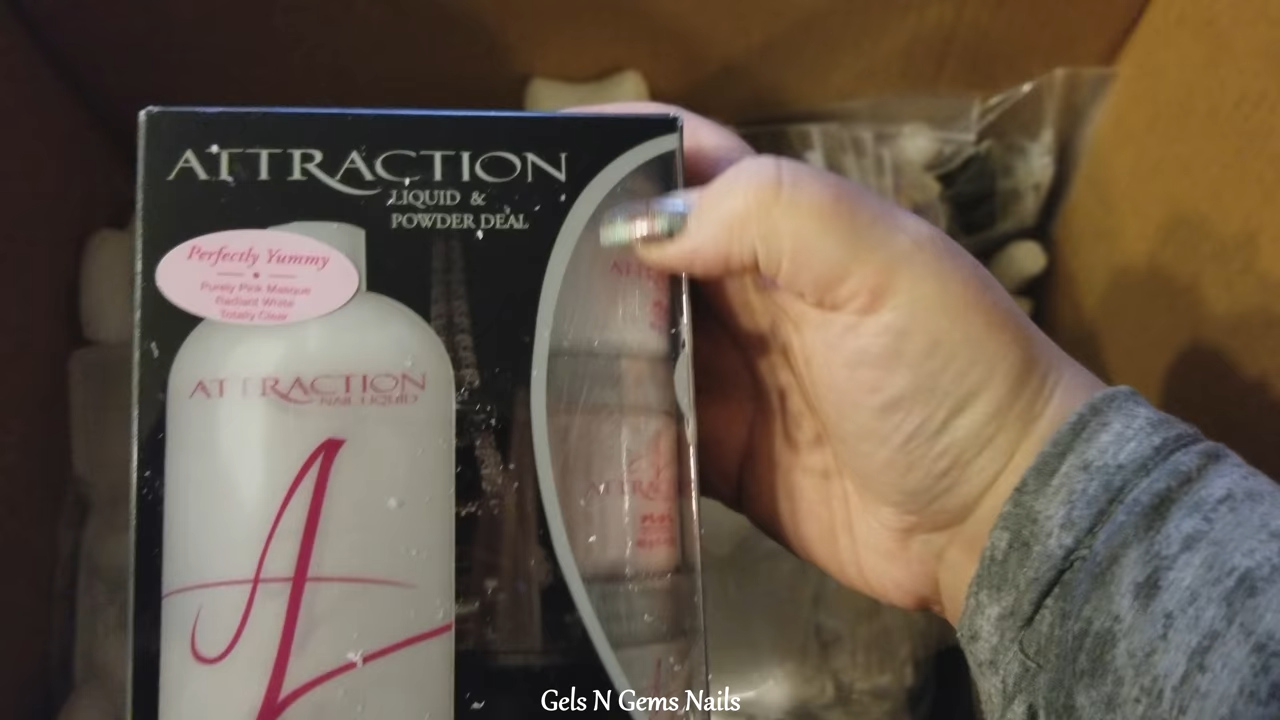 ATTRACTION
LIQUID &
POWDER DEAL
Perfectly Yummy
Purely Pink Masque
Radiant White
Totally Clear
ATTRACTION
NAIL LIQUID
Gels N Gems Nails